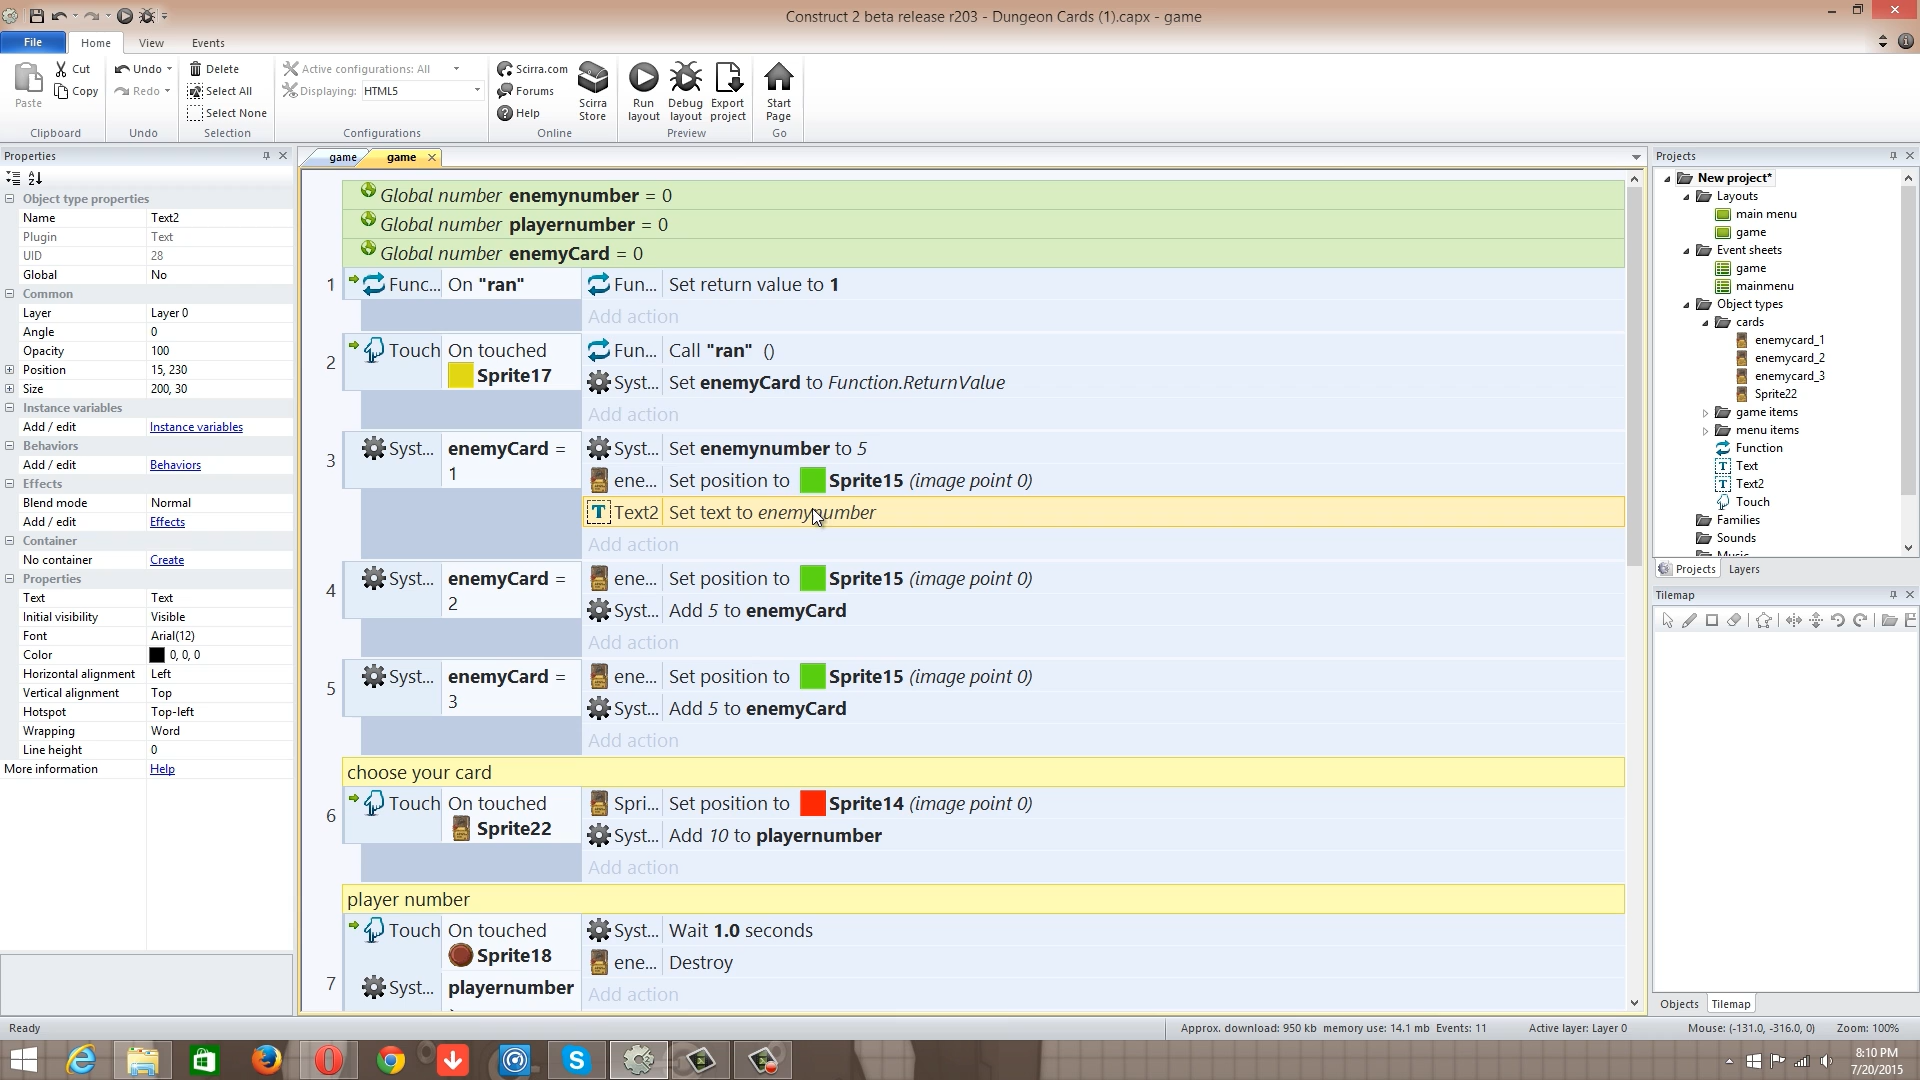 Construct 2 beta release r203 - Dungeon Cards (1).capx - game
File Home View Events
Paste Cut Copy Clipboard
Undo Redo Undo
Delete Select All Select None Selection
Active configurations: All
Displaying: HTML5
Configurations
Scirra.com Forums Help Scirra Store Online
Run layout Debug layout Export project Preview
Start Page Go
Properties
Object type properties
Name Text2
Plugin Text
UID 28
Global No
Common
Layer Layer 0
Angle 0
Opacity 100
Position 15, 230
Size 200, 30
Instance variables
Add / edit Instance variables
Behaviors
Add / edit Behaviors
Effects
Blend mode Normal
Add / edit Effects
Container
No container Create
Properties
Text Text
Initial visibility Visible
Font Arial(12)
Color 0, 0, 0
Horizontal alignment Left
Vertical alignment Top
Hotspot Top-left
Wrapping Word
Line height 0
More information Help
game game
Global number enemynumber = 0
Global number playernumber = 0
Global number enemyCard = 0
1 Func... On "ran" Fun... Set return value to 1
Add action
2 Touch On touched Sprite17 Fun... Call "ran" ()
Syst... Set enemyCard to Function.ReturnValue
Add action
3 Syst... enemyCard = 1 Syst... Set enemynumber to 5
ene... Set position to Sprite15 (image point 0)
Text2 Set text to enemynumber
Add action
4 Syst... enemyCard = 2 ene... Set position to Sprite15 (image point 0)
Syst... Add 5 to enemyCard
Add action
5 Syst... enemyCard = 3 ene... Set position to Sprite15 (image point 0)
Syst... Add 5 to enemyCard
Add action
choose your card
6 Touch On touched Sprite22 Spri... Set position to Sprite14 (image point 0)
Syst... Add 10 to playernumber
Add action
player number
7 Touch On touched Sprite18 Syst... Wait 1.0 seconds
ene... Destroy
Syst... playernumber Add action
Projects
New project*
Layouts
main menu
game
Event sheets
game
mainmenu
Object types
cards
enemycard_1
enemycard_2
enemycard_3
Sprite22
game items
menu items
Function
Text
Text2
Touch
Families
Sounds
Projects Layers
Tilemap
Objects Tilemap
Ready Approx. download: 950 kb memory use: 14.1 mb Events: 11 Active layer: Layer 0 Mouse: (-131.0, -316.0, 0) Zoom: 100%
8:10 PM
7/20/2015